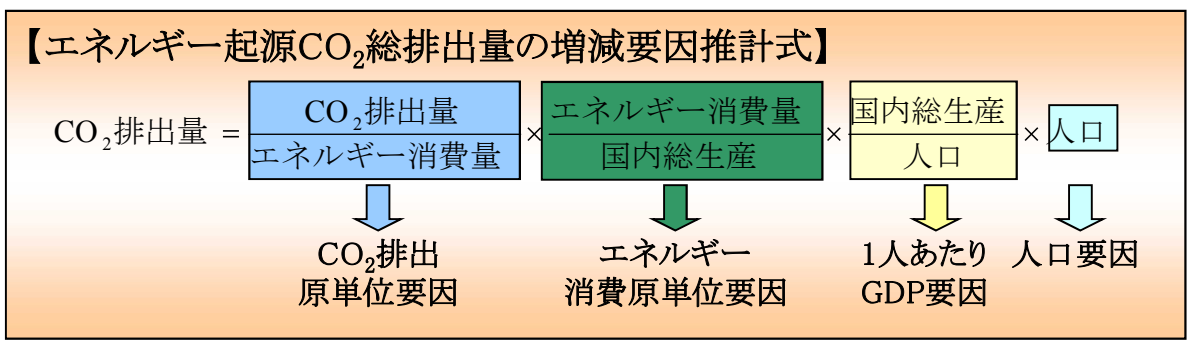 【エネルギー起源CO₂総排出量の増減要因推計式】
CO₂排出量 = CO₂排出量 / エネルギー消費量 × エネルギー消費量 / 国内総生産 × 国内総生産 / 人口 × 人口
CO₂排出
原単位要因
エネルギー
消費原単位要因
1人あたり
GDP要因
人口要因